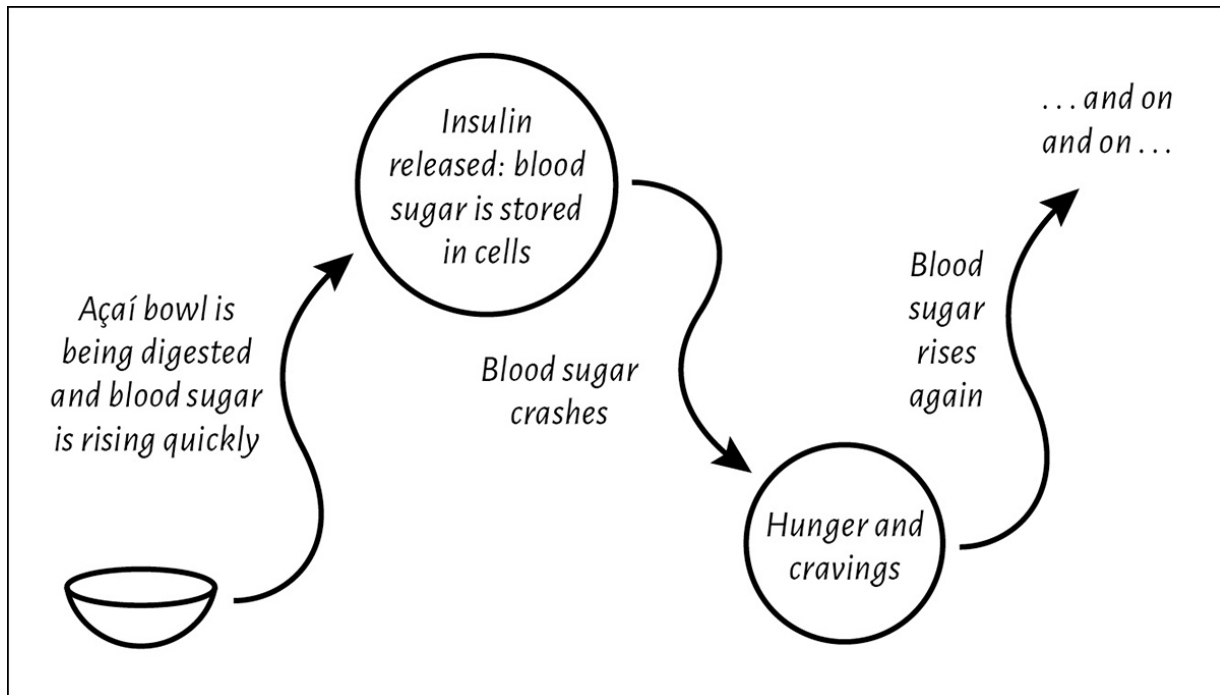 Açaí bowl is
being digested
and blood sugar
is rising quickly
Insulin
released: blood
sugar is stored
in cells
Blood sugar
crashes
Hunger and
cravings
Blood
sugar
rises
again
. . . and on
and on . . .